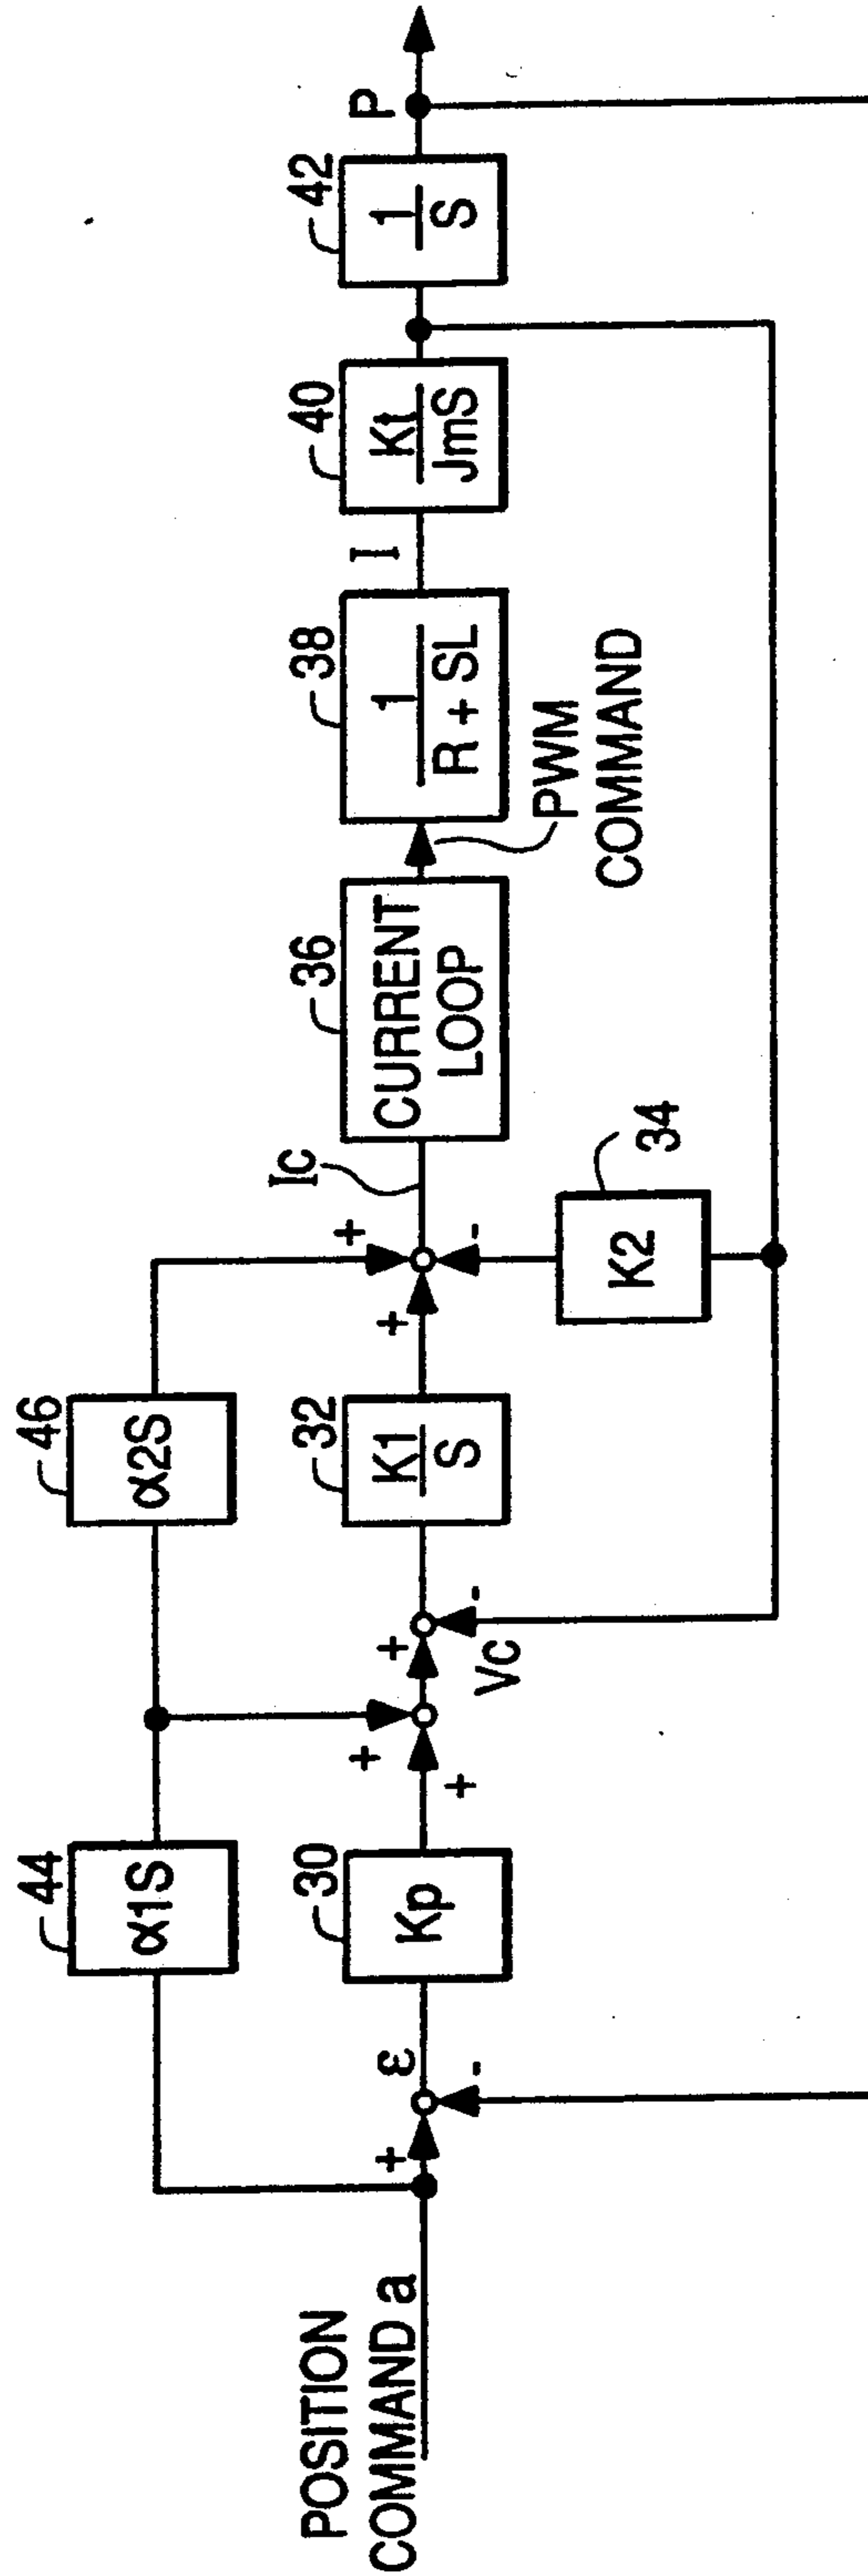 POSITION
COMMAND a
44
α1S
+
-
ε
30
Kp
+
+
+
-
Vc
46
α2S
32
K1
S
+
+
-
Ic
34
K2
36
CURRENT
LOOP
PWM
COMMAND
38
1
R + SL
I
40
Kt
JmS
42
1
S
P